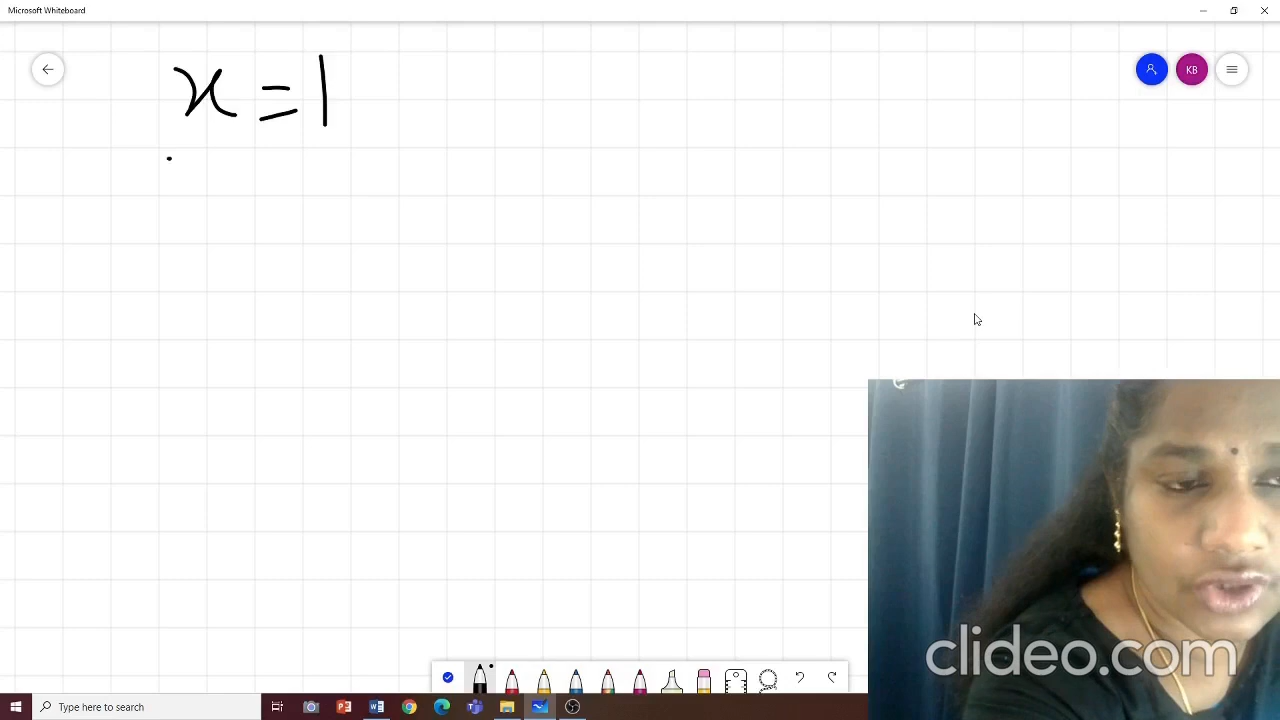 Microsoft Whiteboard
x = 1
KB
clideo.com
Type here to search